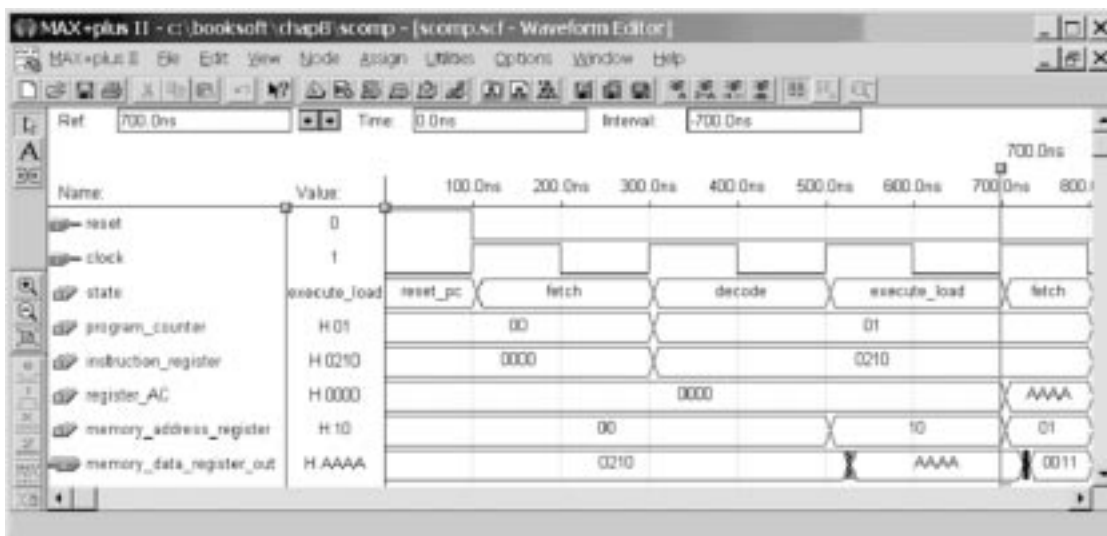 MAX+plus II - c:\booksoft\chap8\scomp - [scomp.scf - Waveform Editor]
MAX+plus II File Edit View Node Assign Utilities Options Window Help
Ref: 700.0ns Time: 0.0ns Interval: -700.0ns
700.0ns
Name: Value: 100.0ns 200.0ns 300.0ns 400.0ns 500.0ns 600.0ns 700.0ns 800.
reset 0
clock 1
state execute_load reset_pc fetch decode execute_load fetch
program_counter H 01 00 01
instruction_register H 0210 0000 0210
register_AC H 0000 0000 AAAA
memory_address_register H 10 00 10 01
memory_data_register_out H AAAA 0210 AAAA 0011